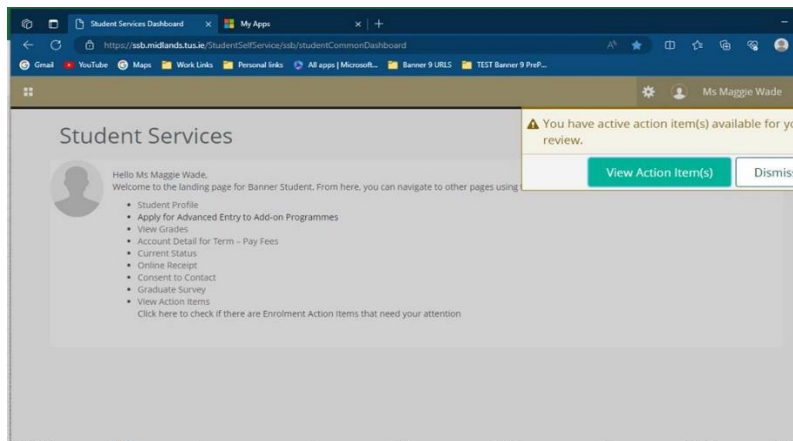 Student Services Dashboard
My Apps
https://ssb.midlands.tus.ie/StudentSelfService/ssb/studentCommonDashboard
Gmail YouTube Maps Work Links Personal links All apps | Microsoft... Banner 9 URLS TEST Banner 9 PreP...
Ms Maggie Wade
You have active action item(s) available for yo
review.
View Action Item(s) Dismis
Student Services
Hello Ms Maggie Wade,
Welcome to the landing page for Banner Student. From here, you can navigate to other pages using
• Student Profile
• Apply for Advanced Entry to Add-on Programmes
• View Grades
• Account Detail for Term – Pay Fees
• Current Status
• Online Receipt
• Consent to Contact
• Graduate Survey
• View Action Items
Click here to check if there are Enrolment Action Items that need your attention